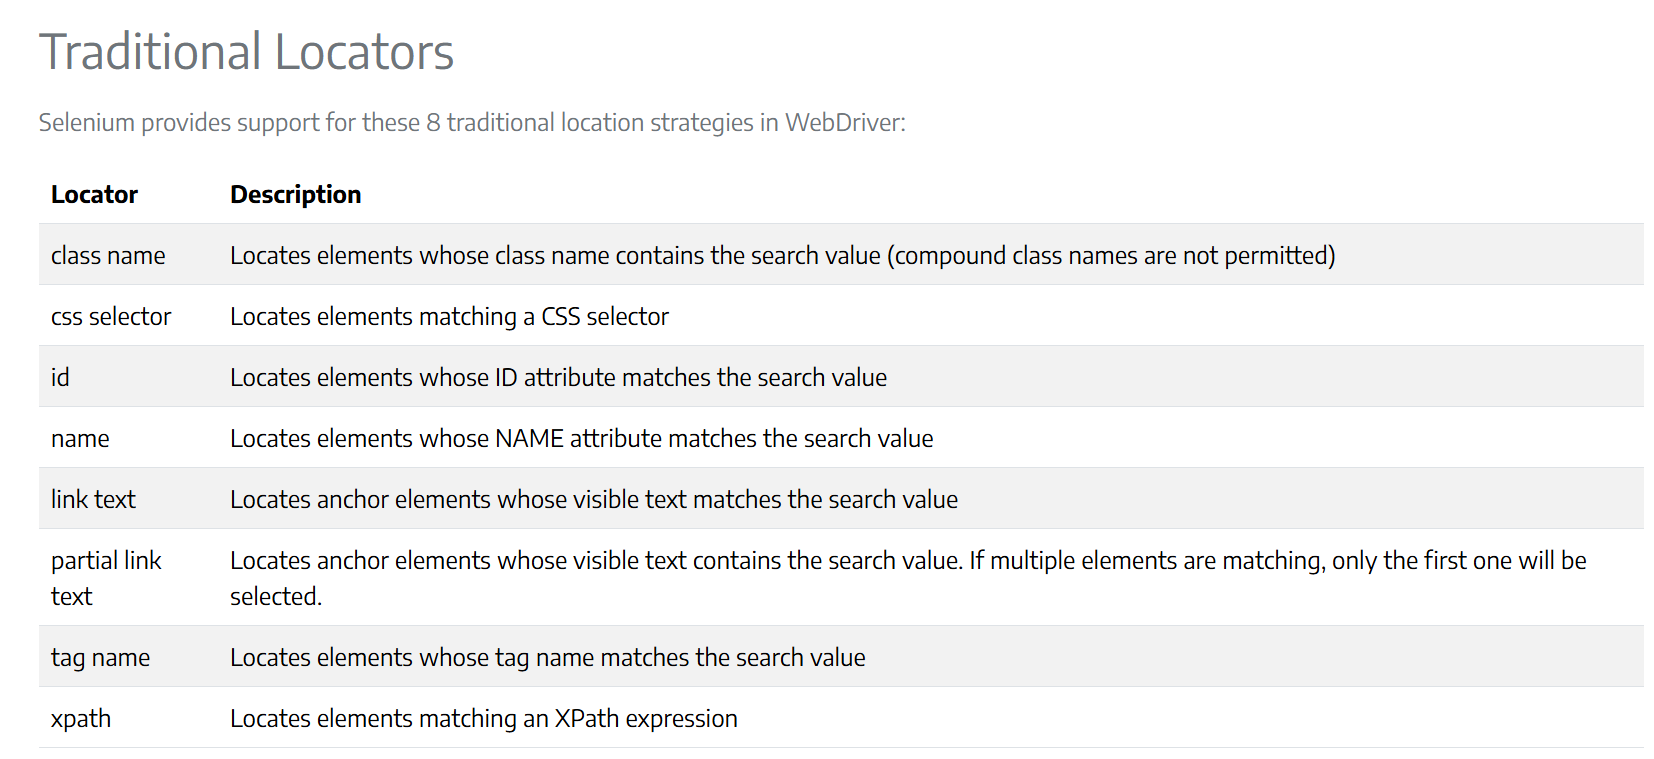 Traditional Locators
Selenium provides support for these 8 traditional location strategies in WebDriver:
Locator Description
class name Locates elements whose class name contains the search value (compound class names are not permitted)
css selector Locates elements matching a CSS selector
id Locates elements whose ID attribute matches the search value
name Locates elements whose NAME attribute matches the search value
link text Locates anchor elements whose visible text matches the search value
partial link Locates anchor elements whose visible text contains the search value. If multiple elements are matching, only the first one will be
text selected.
tag name Locates elements whose tag name matches the search value
xpath Locates elements matching an XPath expression